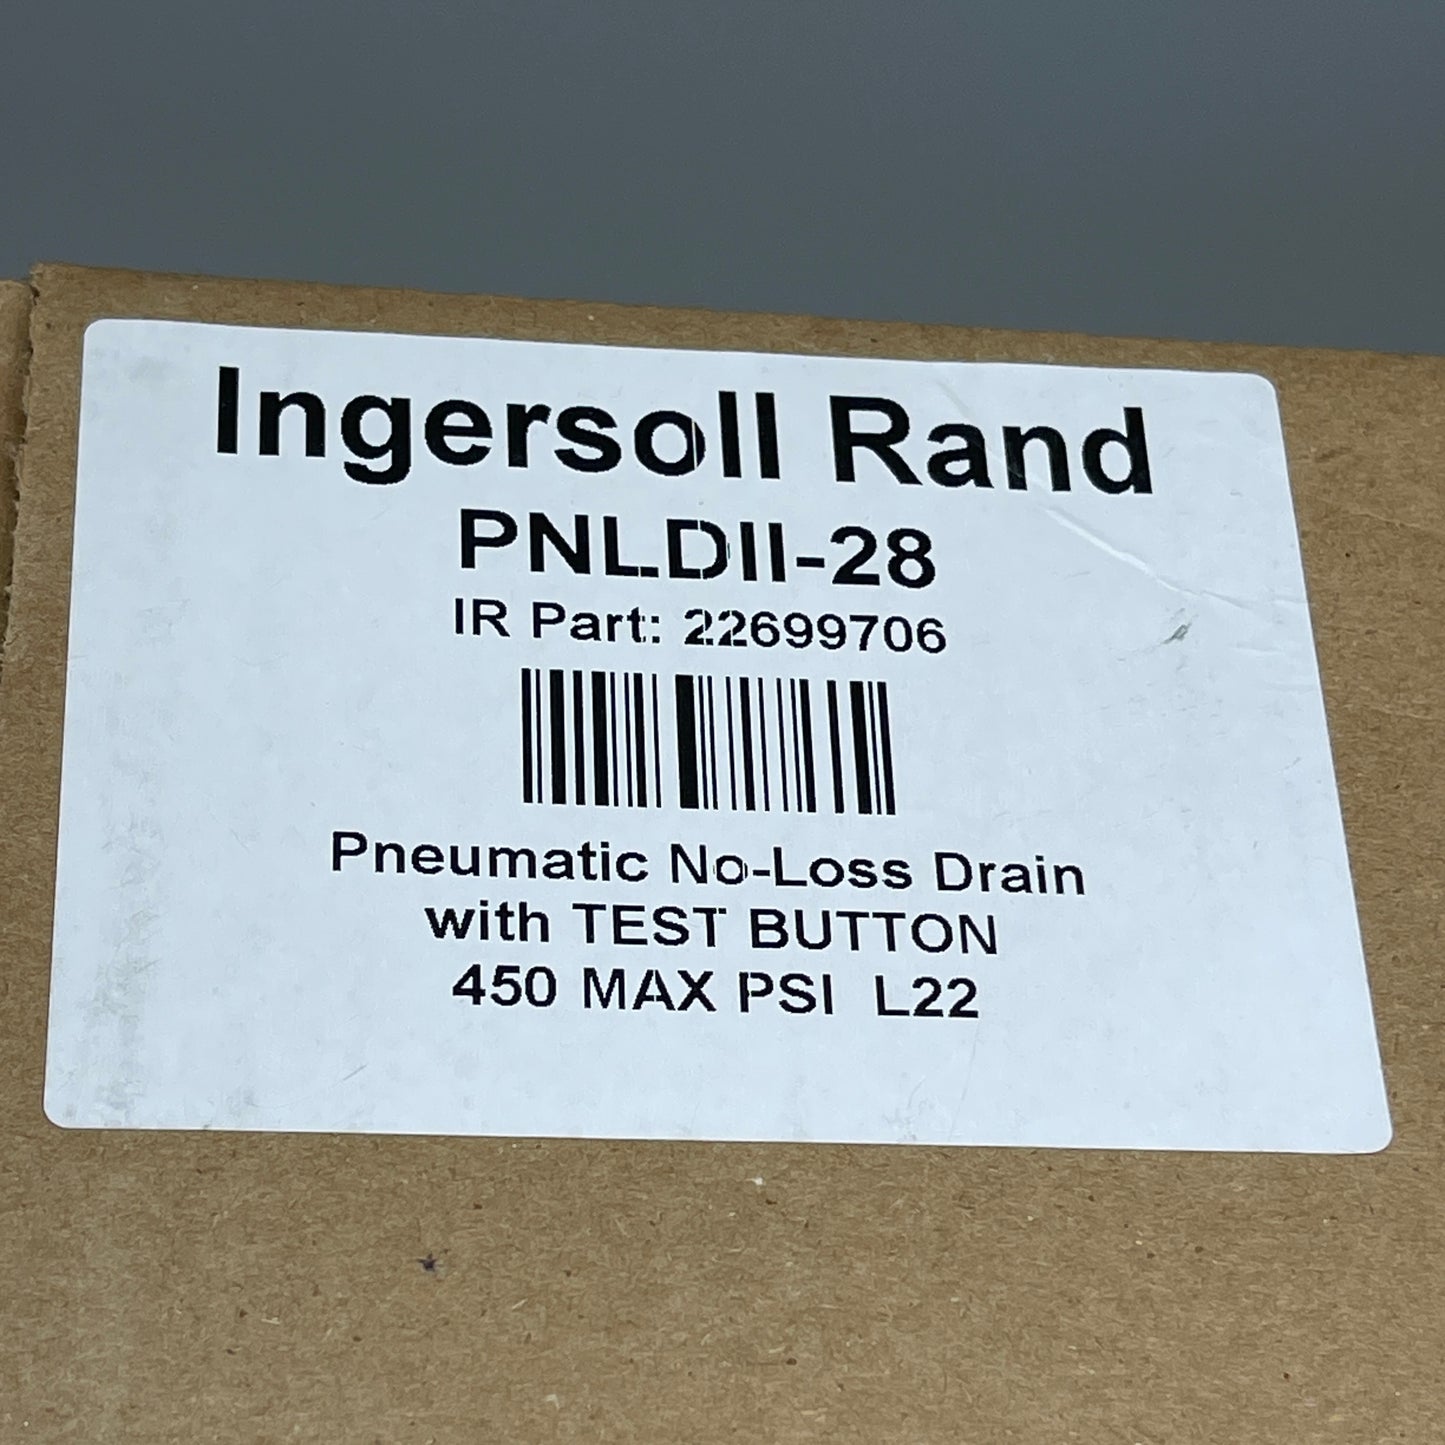 Ingersoll Rand
PNLDII-28
IR Part: 22699706
Pneumatic No-Loss Drain
with TEST BUTTON
450 MAX PSI L22